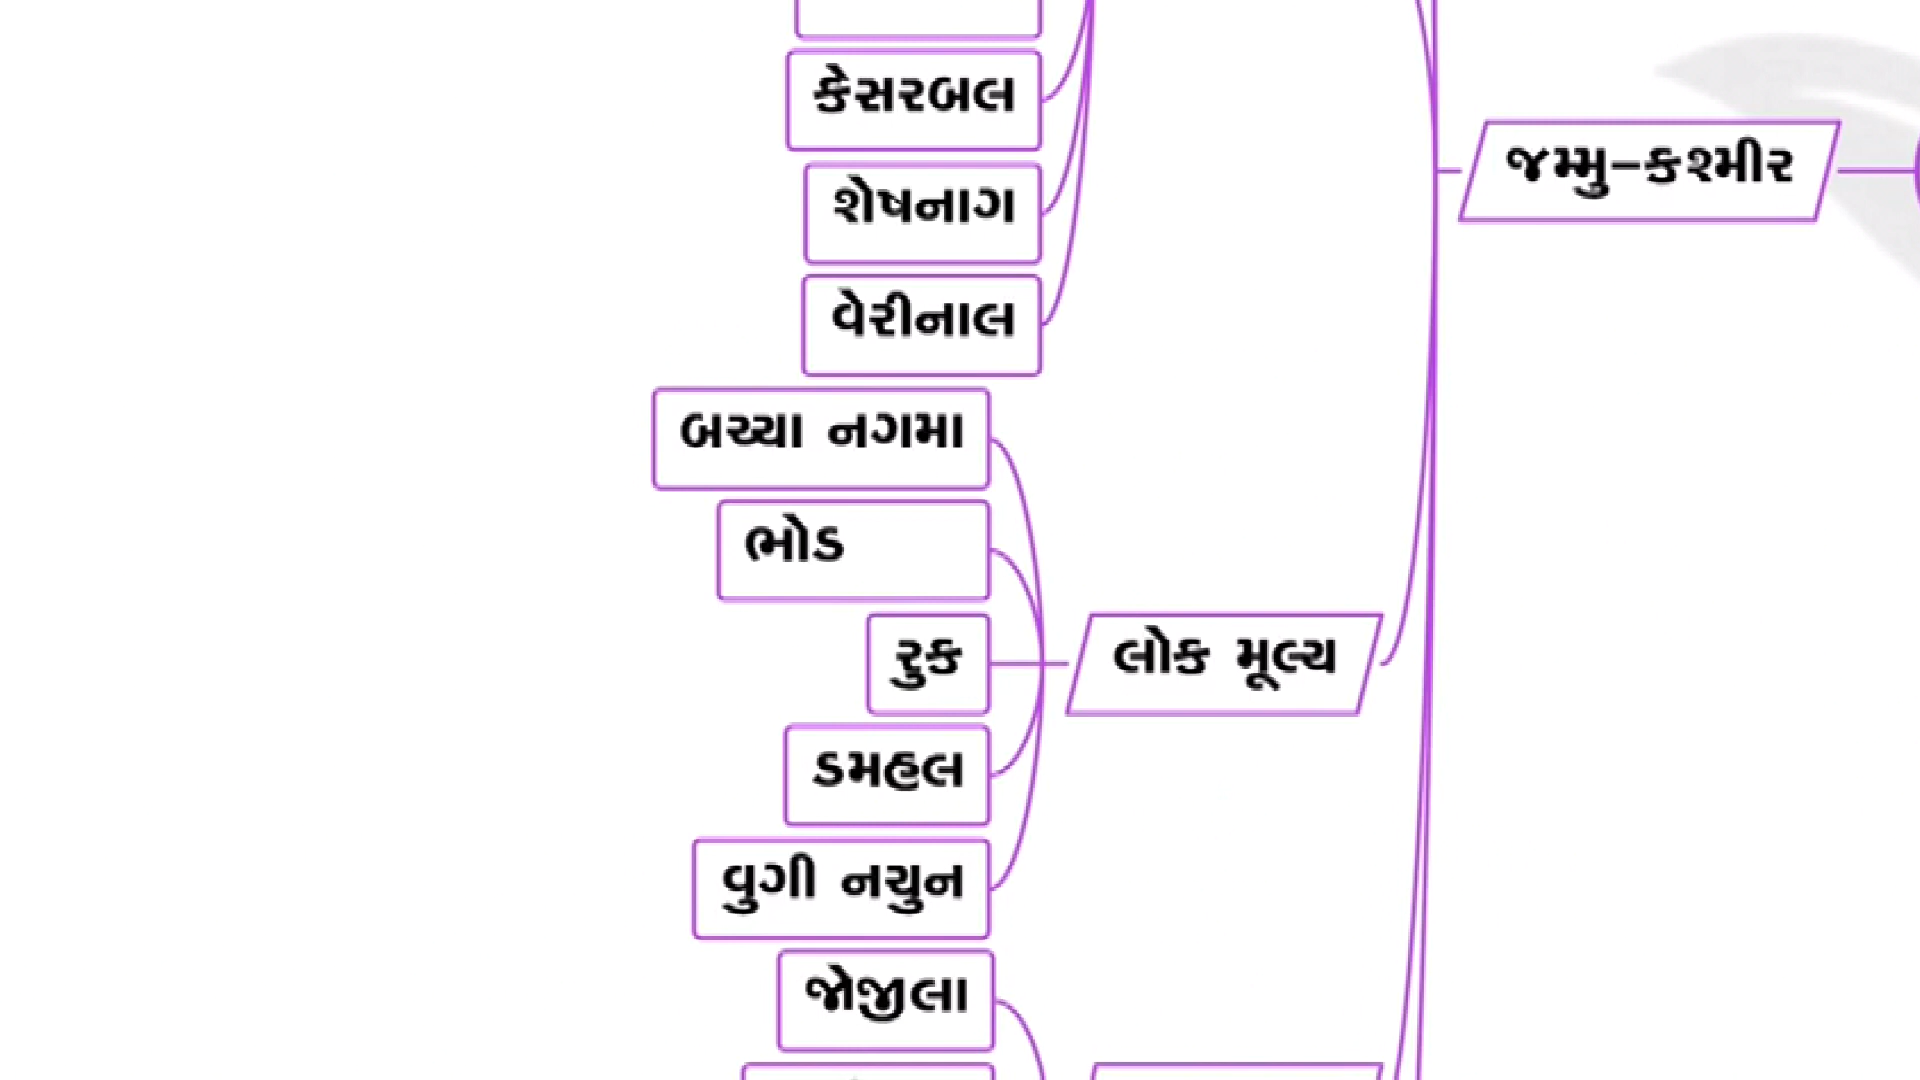 કેસરબલ
શેષનાગ
વેરીનાલ
બચ્ચા નગમા
ભોડ
રુક
ડમહલ
વુગી નચુન
જોજીલા
લોક મૂલ્ય
જમ્મુ-કશ્મીર